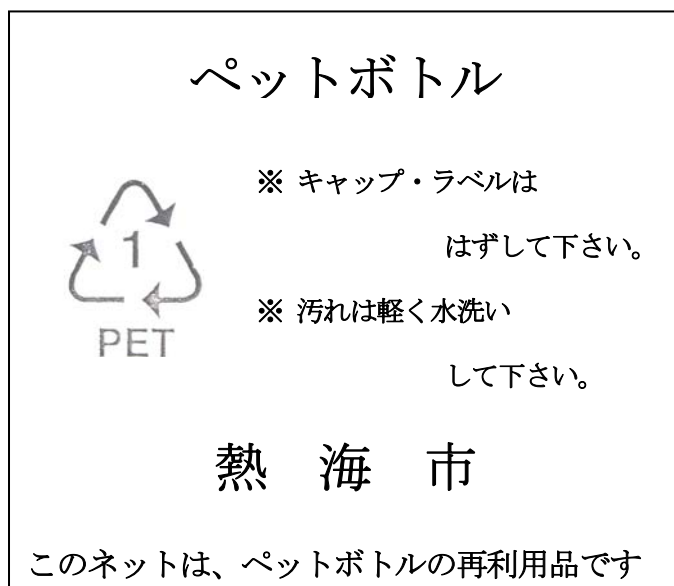 ペットボトル
※ キャップ・ラベルは
はずして下さい。
1
PET
※ 汚れは軽く水洗い
して下さい。
熱 海 市
このネットは、ペットボトルの再利用品です